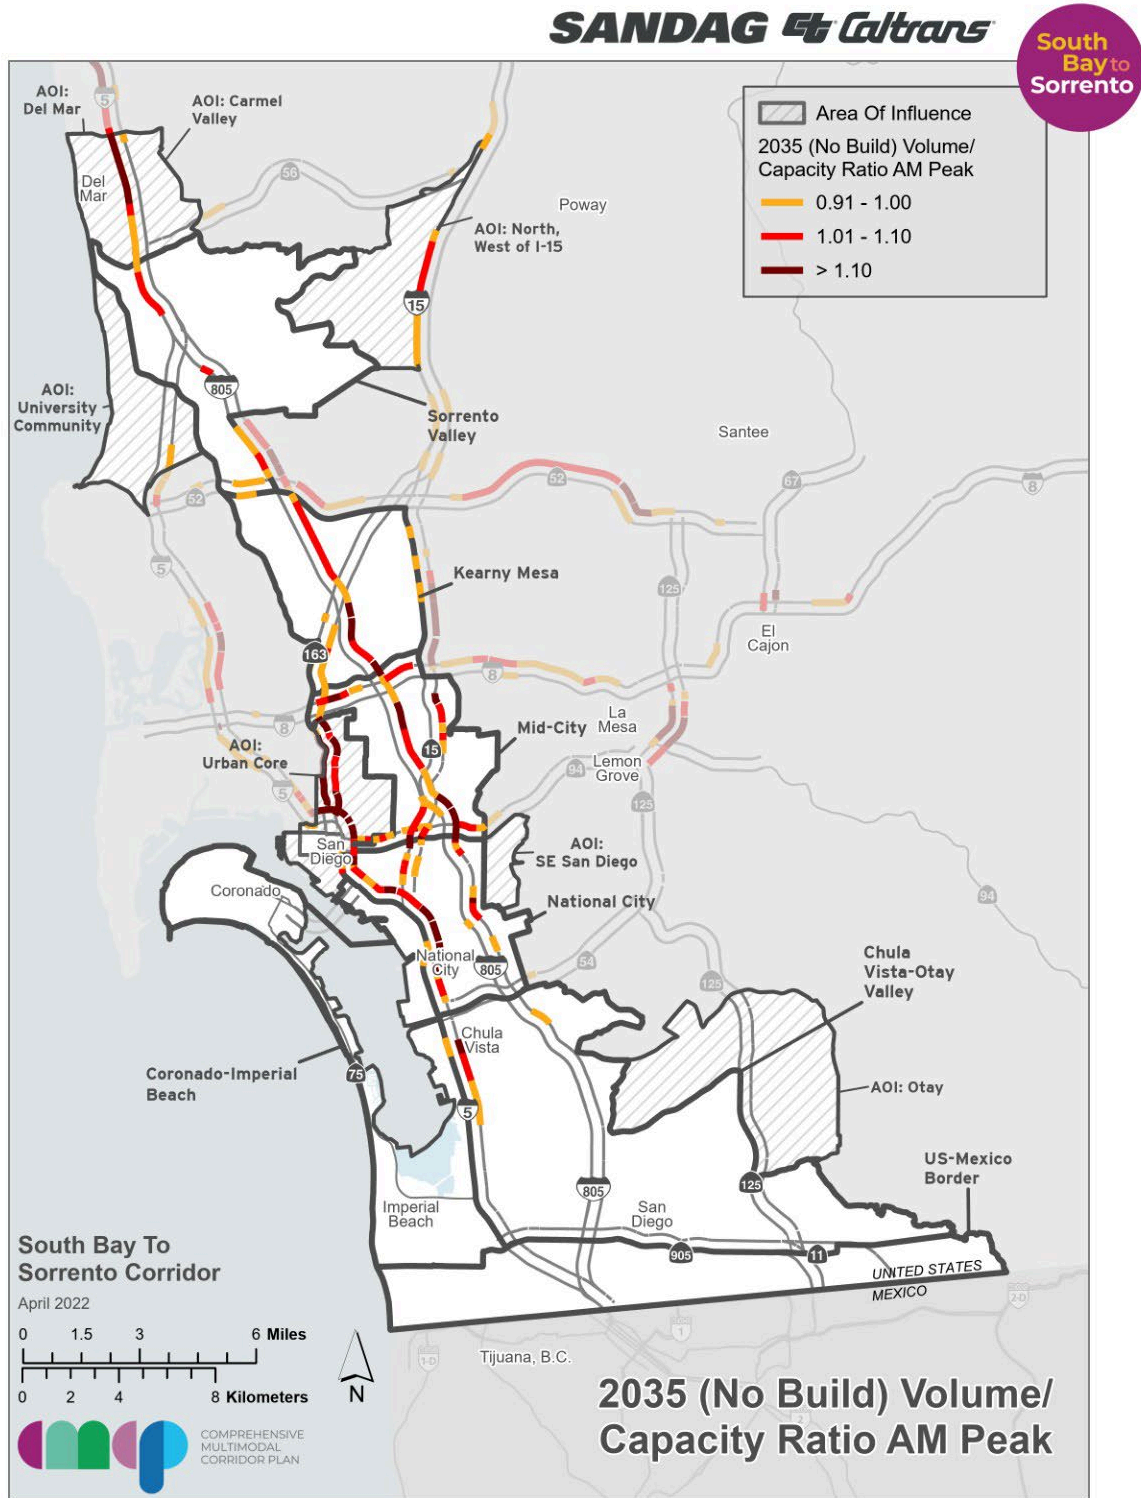 SANDAG Caltrans
South
Bay to
Sorrento
AOI:
Del Mar
5
AOI: Carmel
Valley
Area Of Influence
2035 (No Build) Volume/
Capacity Ratio AM Peak
0.91 - 1.00
1.01 - 1.10
> 1.10
Del
Mar
56
Poway
AOI: North,
West of I-15
15
805
AOI:
University
Community
Sorrento
Valley
Santee
52
52
67
8
5
Kearny Mesa
125
El
Cajon
163
8
8
La
Mesa
Mid-City
15
AOI:
Urban Core
94
Lemon
Grove
5
125
San
Diego
AOI:
SE San Diego
Coronado
National City
94
National
City
805
54
125
Chula
Vista-Otay
Valley
Chula
Vista
Coronado-Imperial
Beach
75
5
AOI: Otay
US-Mexico
Border
125
805
Imperial
Beach
San
Diego
905
11
UNITED STATES
MEXICO
South Bay To
Sorrento Corridor
April 2022
0 1.5 3 6 Miles
0 2 4 8 Kilometers
N
1-D
1
2-D
2
Tijuana, B.C.
2035 (No Build) Volume/
Capacity Ratio AM Peak
COMPREHENSIVE
MULTIMODAL
CORRIDOR PLAN